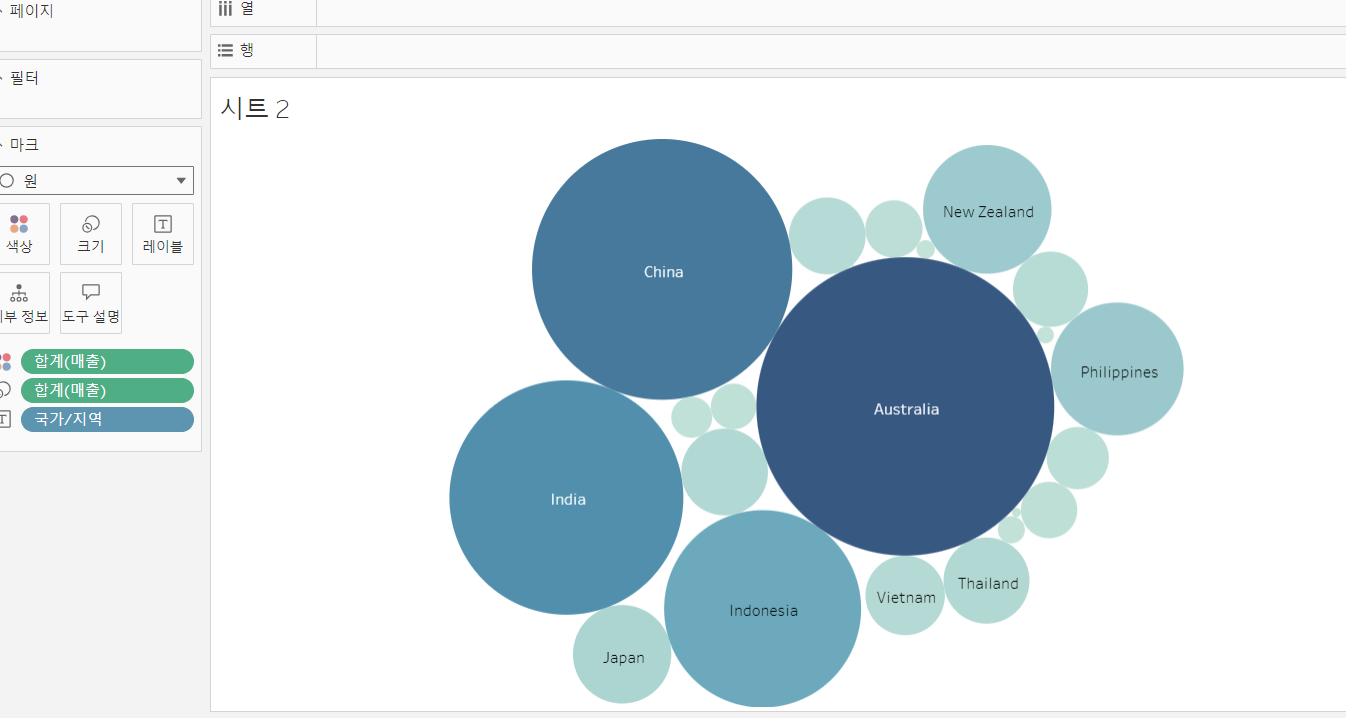 페이지
열
행
필터
마크
원
색상
크기
레이블
부 정보
도구 설명
합계(매출)
합계(매출)
국가/지역
시트 2
New Zealand
China
Philippines
Australia
India
Indonesia
Vietnam
Thailand
Japan